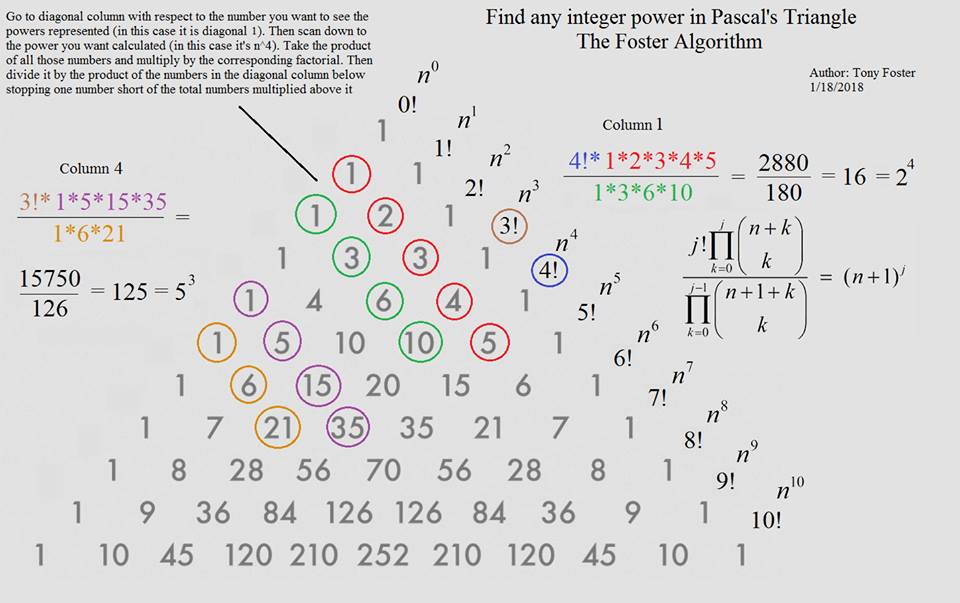 Go to diagonal column with respect to the number you want to see the
powers represented (in this case it is diagonal 1). Then scan down to
the power you want calculated (in this case it's n^4). Take the product
of all those numbers and multiply by the corresponding factorial. Then
divide it by the product of the numbers in the diagonal column below
stopping one number short of the total numbers multiplied above it
Find any integer power in Pascal's Triangle
The Foster Algorithm
Author: Tony Foster
1/18/2018
Column 1
4!* 1*2*3*4*5 / 1*3*6*10 = 2880 / 180 = 16 = 2^4
j! ∏_{k=0}^{j} (n+k choose k) / ∏_{k=0}^{j-1} (n+1+k choose k) = (n+1)^j
Column 4
3!* 1*5*15*35 / 1*6*21 =
15750 / 126 = 125 = 5^3
n^0
0!
1 n^1
1!
1 1 n^2
2!
1 2 1 n^3
3!
1 3 3 1 n^4
4!
1 4 6 4 1 n^5
5!
1 5 10 10 5 1 n^6
6!
1 6 15 20 15 6 1 n^7
7!
1 7 21 35 35 21 7 1 n^8
8!
1 8 28 56 70 56 28 8 1 n^9
9!
1 9 36 84 126 126 84 36 9 1 n^10
10!
1 10 45 120 210 252 210 120 45 10 1